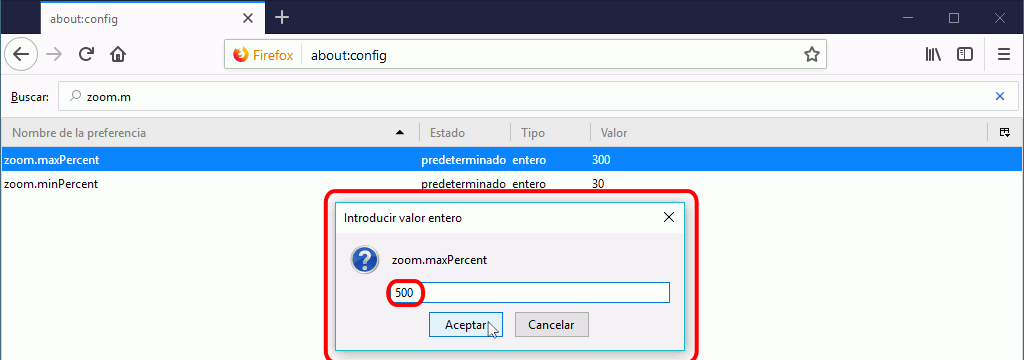 about:config
Firefox about:config
Buscar: zoom.m
Nombre de la preferencia Estado Tipo Valor
zoom.maxPercent predeterminado entero 300
zoom.minPercent predeterminado entero 30
Introducir valor entero
zoom.maxPercent
500
Aceptar Cancelar